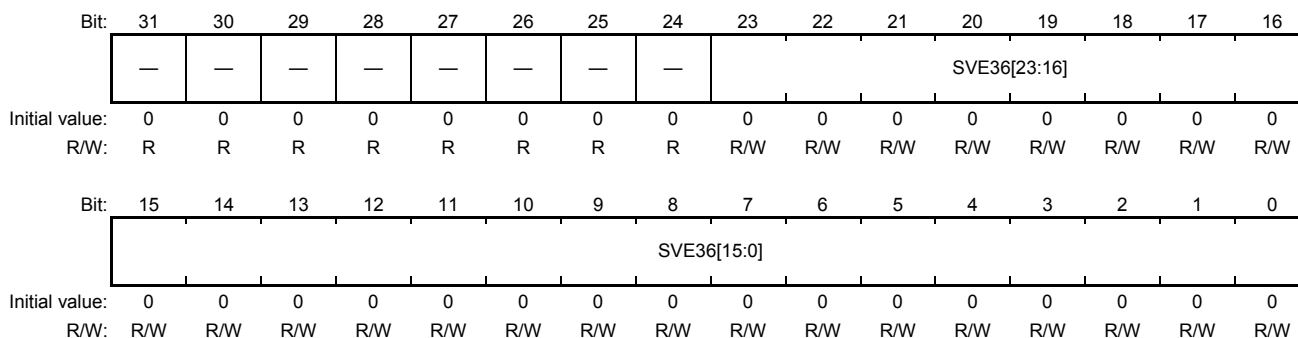 Bit: 31 30 29 28 27 26 25 24 23 22 21 20 19 18 17 16
— — — — — — — — SVE36[23:16]
Initial value: 0 0 0 0 0 0 0 0 0 0 0 0 0 0 0 0
R/W: R R R R R R R R R/W R/W R/W R/W R/W R/W R/W R/W
Bit: 15 14 13 12 11 10 9 8 7 6 5 4 3 2 1 0
SVE36[15:0]
Initial value: 0 0 0 0 0 0 0 0 0 0 0 0 0 0 0 0
R/W: R/W R/W R/W R/W R/W R/W R/W R/W R/W R/W R/W R/W R/W R/W R/W R/W